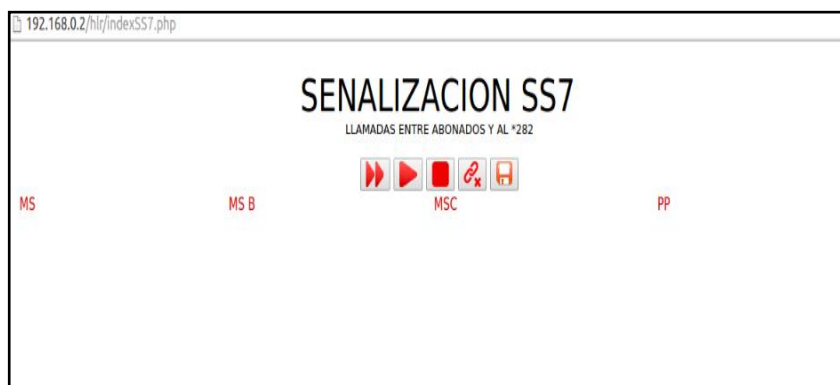 192.168.0.2/hlr/indexSS7.php
SENALIZACION SS7
LLAMADAS ENTRE ABONADOS Y AL *282
MS MS B MSC PP